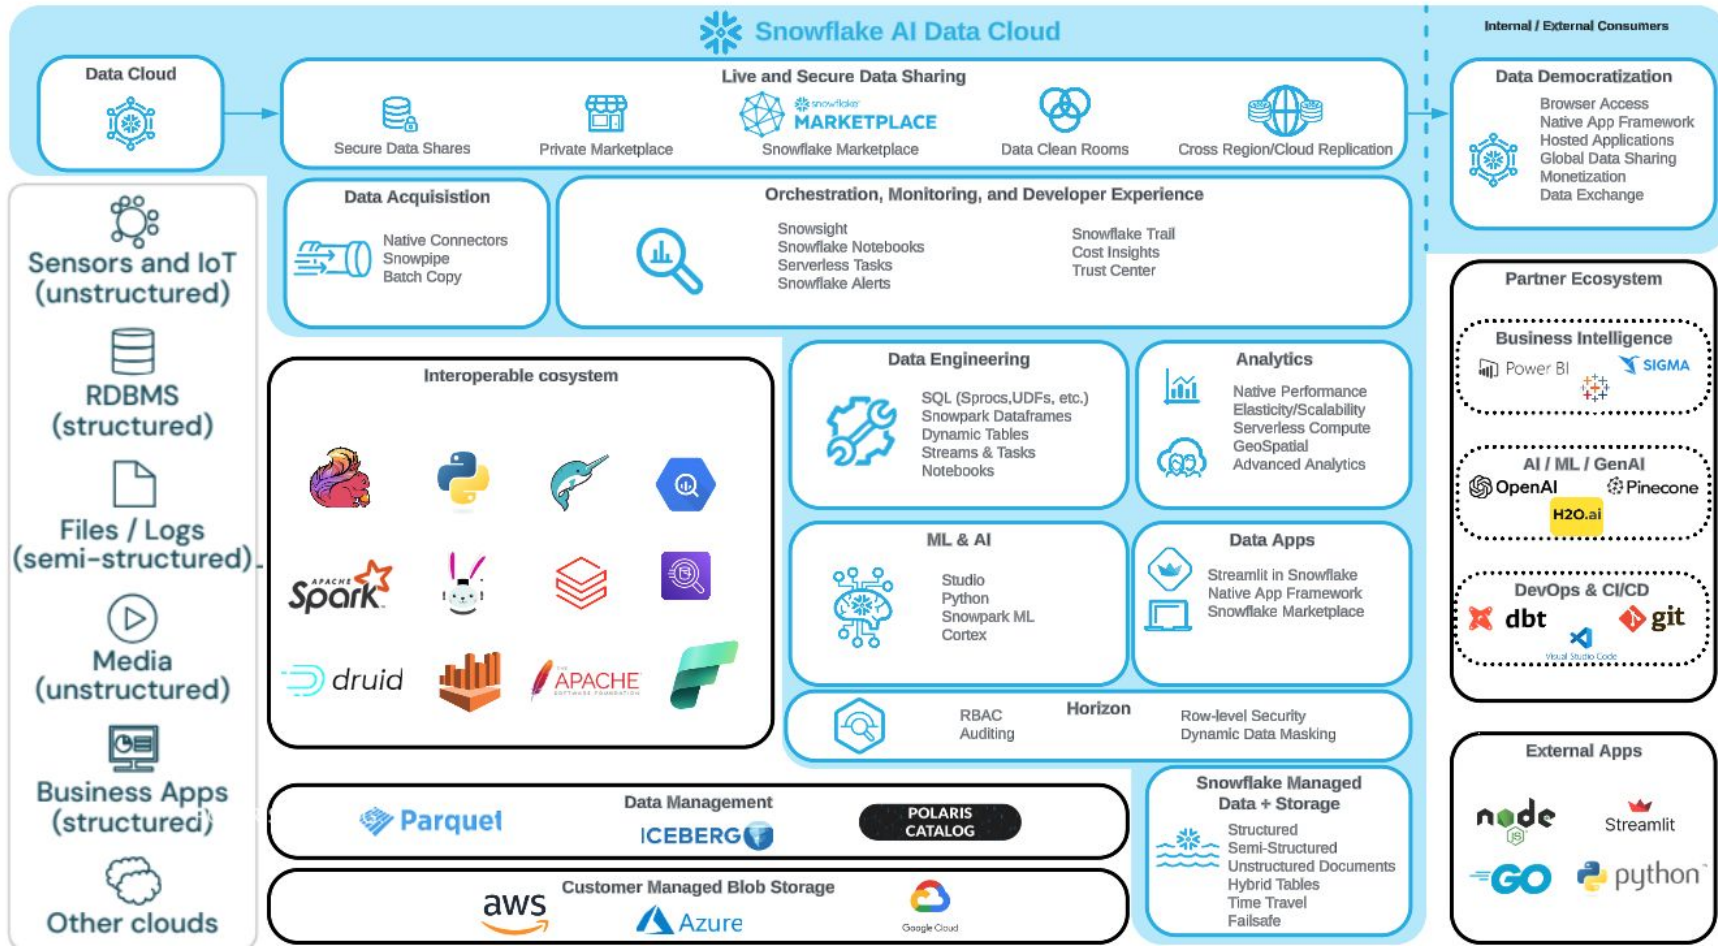 Snowflake AI Data Cloud
Internal / External Consumers
Data Cloud
Live and Secure Data Sharing
Secure Data Shares
Private Marketplace
snowflake
MARKETPLACE
Snowflake Marketplace
Data Clean Rooms
Cross Region/Cloud Replication
Data Democratization
Browser Access
Native App Framework
Hosted Applications
Global Data Sharing
Monetization
Data Exchange
Sensors and IoT
(unstructured)
RDBMS
(structured)
Files / Logs
(semi-structured)
Media
(unstructured)
Business Apps
(structured)
Other clouds
Data Acquisistion
Native Connectors
Snowpipe
Batch Copy
Orchestration, Monitoring, and Developer Experience
Snowsight
Snowflake Notebooks
Serverless Tasks
Snowflake Alerts
Snowflake Trail
Cost Insights
Trust Center
Interoperable cosystem
APACHE
Spark
druid
THE
APACHE
SOFTWARE FOUNDATION
Data Engineering
SQL (Sprocs,UDFs, etc.)
Snowpark Dataframes
Dynamic Tables
Streams & Tasks
Notebooks
Analytics
Native Performance
Elasticity/Scalability
Serverless Compute
GeoSpatial
Advanced Analytics
ML & AI
Studio
Python
Snowpark ML
Cortex
Data Apps
Streamlit in Snowflake
Native App Framework
Snowflake Marketplace
Horizon
RBAC
Auditing
Row-level Security
Dynamic Data Masking
Data Management
Parquet
ICEBERG
POLARIS
CATALOG
Customer Managed Blob Storage
aws
Azure
Google Cloud
Snowflake Managed
Data + Storage
Structured
Semi-Structured
Unstructured Documents
Hybrid Tables
Time Travel
Failsafe
Partner Ecosystem
Business Intelligence
Power BI
SIGMA
AI / ML / GenAI
OpenAI
Pinecone
H2O.ai
DevOps & CI/CD
dbt
git
Visual Studio Code
External Apps
node
JS
Streamlit
GO
python